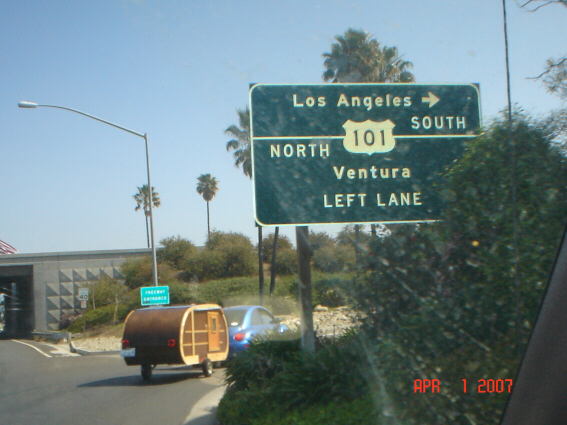 Los Angeles
SOUTH
101
NORTH
Ventura
LEFT LANE
FREEWAY
ENTRANCE
APR 1 2007